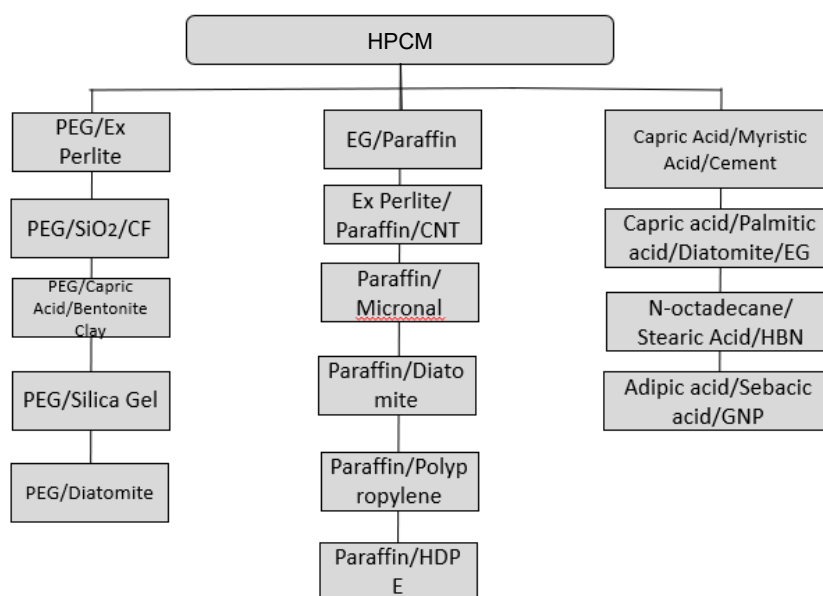 HPCM
PEG/Ex
Perlite
PEG/SiO2/CF
PEG/Capric
Acid/Bentonite
Clay
PEG/Silica Gel
PEG/Diatomite
EG/Paraffin
Ex Perlite/
Paraffin/CNT
Paraffin/
Micronal
Paraffin/Diato
mite
Paraffin/Polyp
ropylene
Paraffin/HDP
E
Capric Acid/Myristic
Acid/Cement
Capric acid/Palmitic
acid/Diatomite/EG
N-octadecane/
Stearic Acid/HBN
Adipic acid/Sebacic
acid/GNP